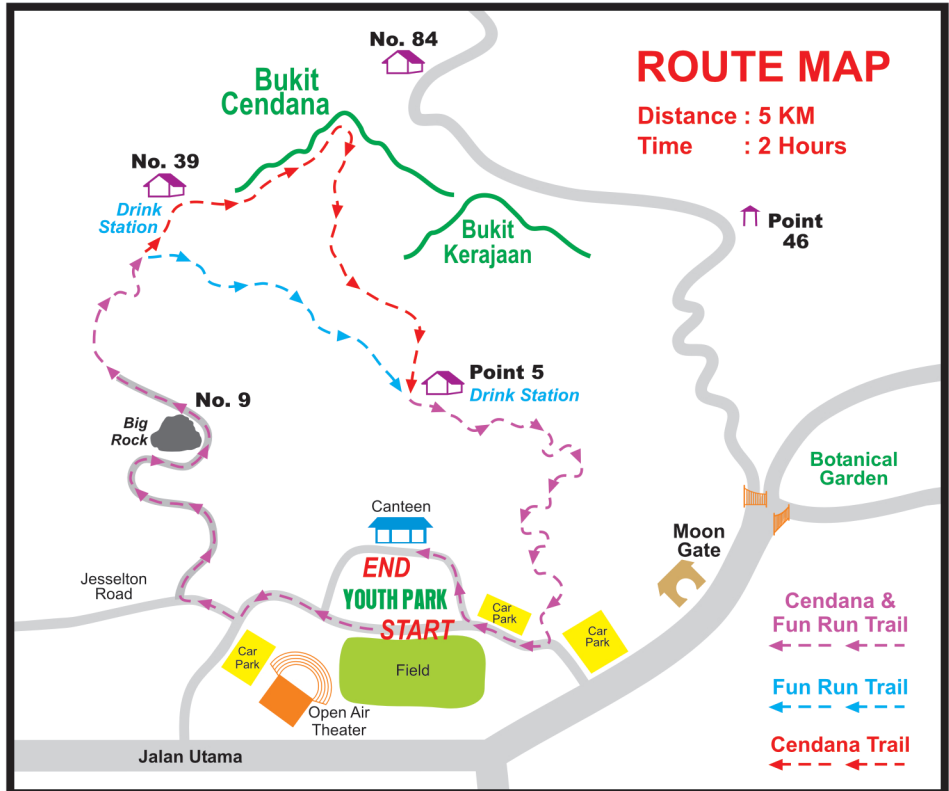 No. 84
ROUTE MAP
Distance : 5 KM
Time : 2 Hours
Bukit
Cendana
No. 39
Drink
Station
Bukit
Kerajaan
Point
46
Point 5
Drink Station
No. 9
Big
Rock
Botanical
Garden
Canteen
Moon
Gate
END
YOUTH PARK
START
Jesselton
Road
Car
Park
Car
Park
Car
Park
Field
Open Air
Theater
Jalan Utama
Cendana &
Fun Run Trail
Fun Run Trail
Cendana Trail